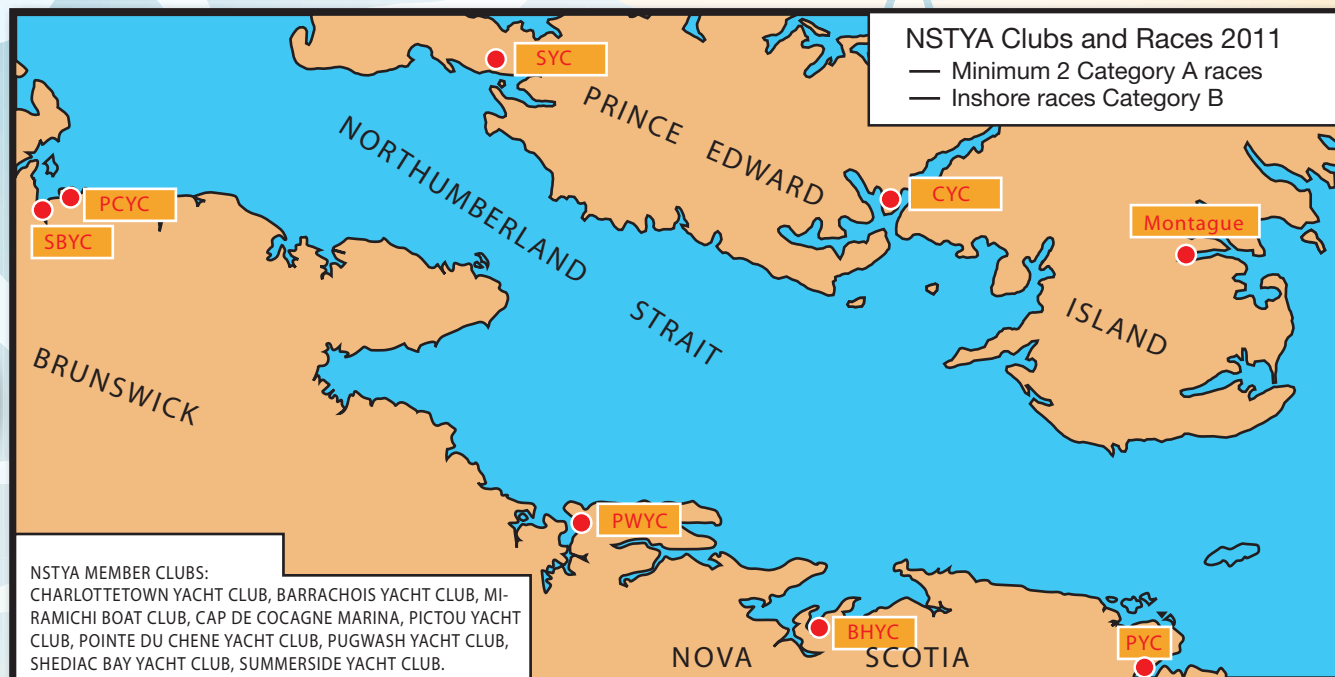 NSTYA Clubs and Races 2011
— Minimum 2 Category A races
— Inshore races Category B
SYC
PRINCE EDWARD
NORTHUMBERLAND
STRAIT
PCYC
SBYC
CYC
Montague
ISLAND
BRUNSWICK
PWYC
BHYC
PYC
NOVA SCOTIA
NSTYA MEMBER CLUBS:
CHARLOTTETOWN YACHT CLUB, BARRACHOIS YACHT CLUB, MI-
RAMICHI BOAT CLUB, CAP DE COCAGNE MARINA, PICTOU YACHT
CLUB, POINTE DU CHENE YACHT CLUB, PUGWASH YACHT CLUB,
SHEDIAC BAY YACHT CLUB, SUMMERSIDE YACHT CLUB.